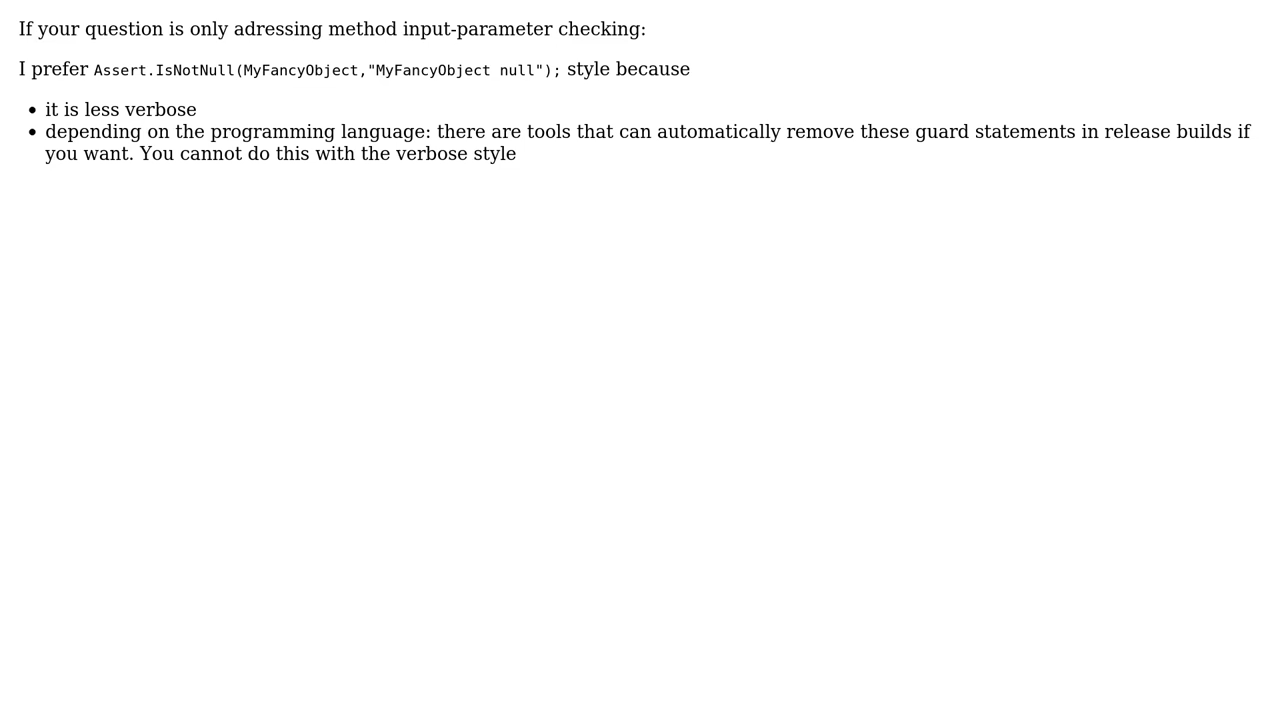 If your question is only adressing method input-parameter checking:
I prefer Assert.IsNotNull(MyFancyObject,"MyFancyObject null"); style because
• it is less verbose
• depending on the programming language: there are tools that can automatically remove these guard statements in release builds if
you want. You cannot do this with the verbose style